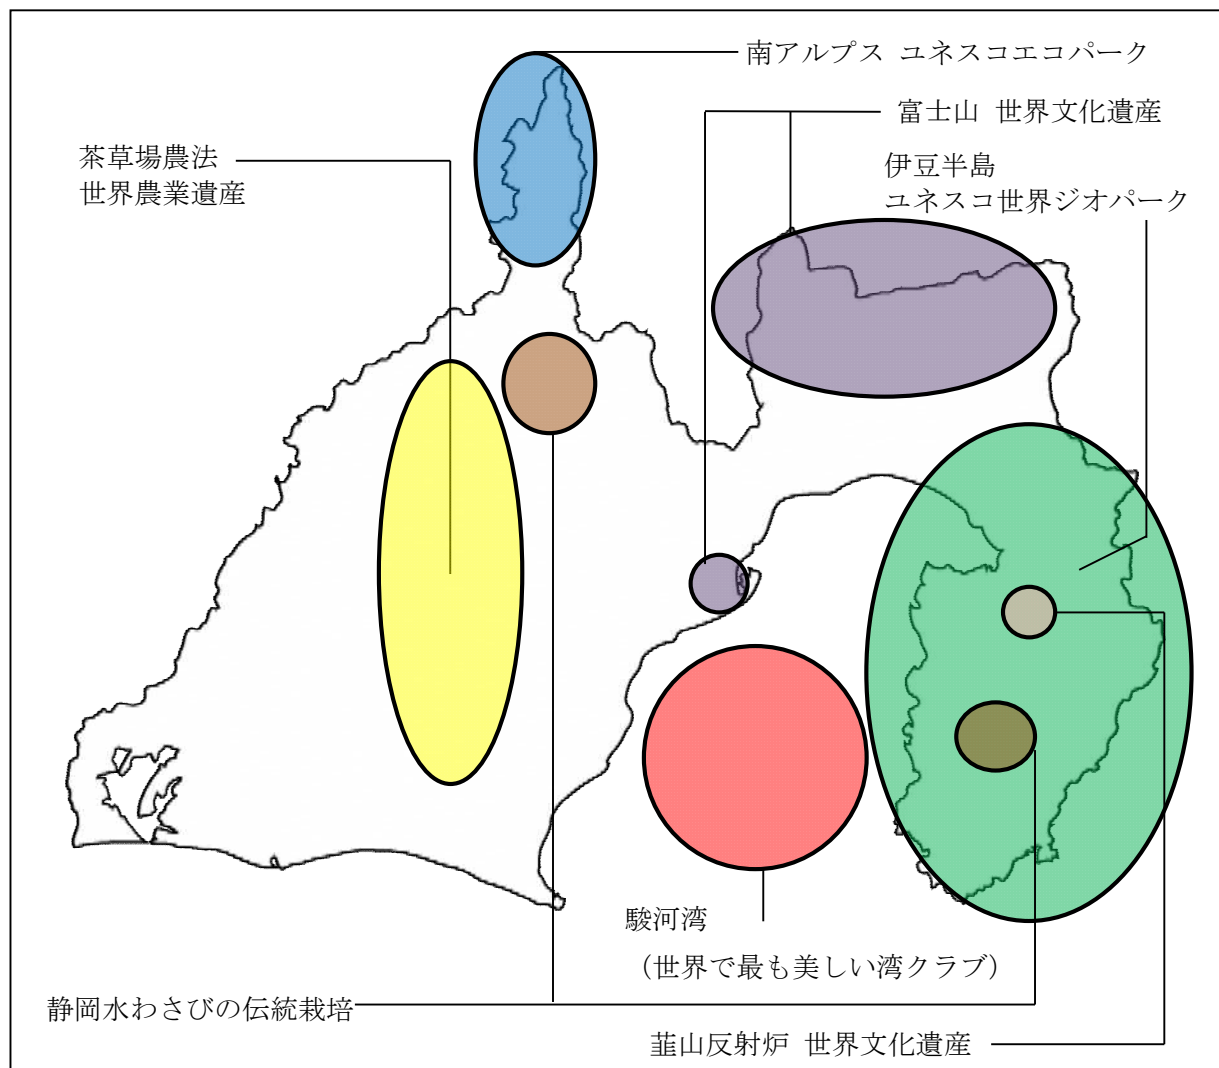 南アルプス ユネスコエコパーク
富士山 世界文化遺産
茶草場農法
世界農業遺産
伊豆半島
ユネスコ世界ジオパーク
駿河湾
（世界で最も美しい湾クラブ）
静岡水わさびの伝統栽培
韮山反射炉 世界文化遺産